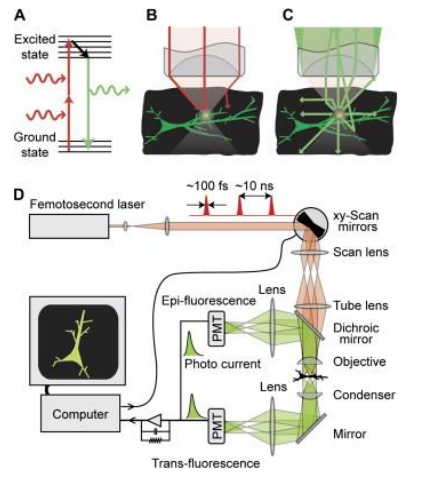 A
Excited
state
Ground
state
B
C
D
~100 fs
~10 ns
Femotosecond laser
xy-Scan
mirrors
Scan lens
Tube lens
Epi-fluorescence
Lens
Dichroic
mirror
PMT
Photo current
Objective
Lens
Condenser
Computer
PMT
Mirror
Trans-fluorescence